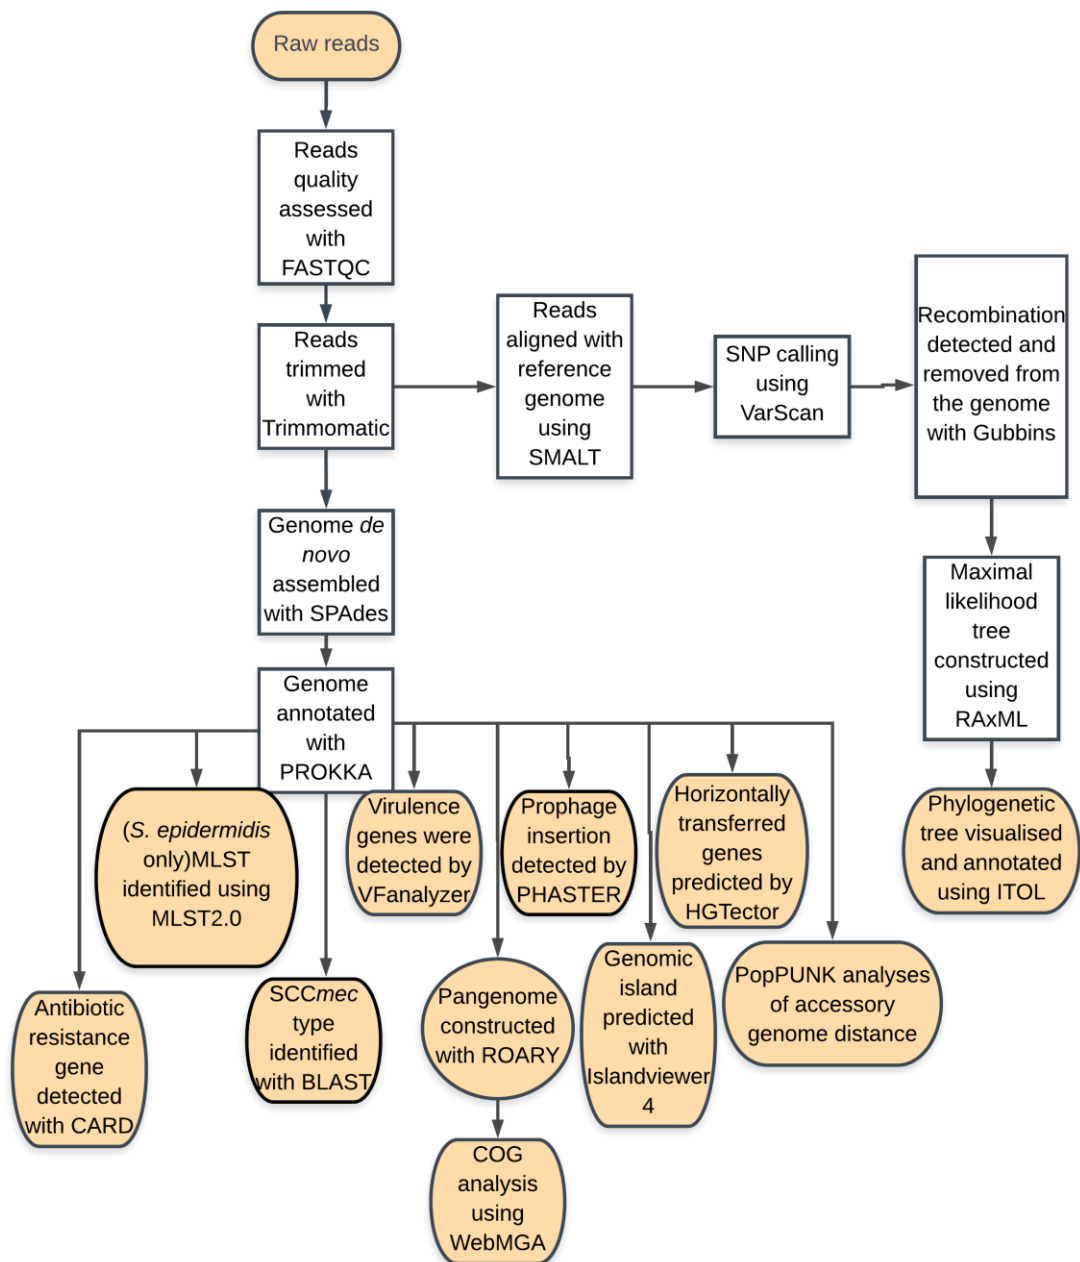 Raw reads
Reads
quality
assessed
with
FASTQC
Reads
trimmed
with
Trimmomatic
Reads
aligned with
reference
genome
using
SMALT
SNP calling
using
VarScan
Recombination
detected and
removed from
the genome
with Gubbins
Genome de
novo
assembled
with SPAdes
Maximal
likelihood
tree
constructed
using
RAxML
Genome
annotated
with
PROKKA
Phylogenetic
tree visualised
and annotated
using ITOL
(S. epidermidis
only)MLST
identified using
MLST2.0
Virulence
genes were
detected by
VFanalyzer
Prophage
insertion
detected by
PHASTER
Horizontally
transferred
genes
predicted by
HGTector
Antibiotic
resistance
gene
detected
with CARD
SCCmec
type
identified
with BLAST
Pangenome
constructed
with ROARY
Genomic
island
predicted
with
Islandviewer
4
PopPUNK analyses
of accessory
genome distance
COG
analysis
using
WebMGA